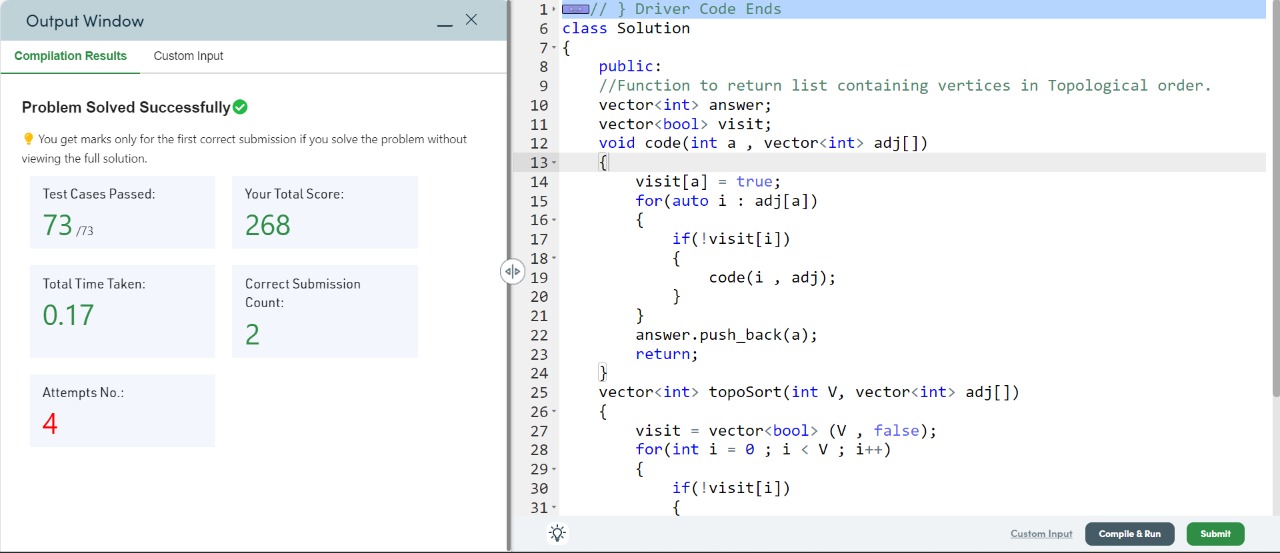 Output Window
Compilation Results Custom Input
Problem Solved Successfully
You get marks only for the first correct submission if you solve the problem without
viewing the full solution.
Test Cases Passed:
73 /73
Your Total Score:
268
Total Time Taken:
0.17
Correct Submission
Count:
2
Attempts No.:
4
1 // } Driver Code Ends
6 class Solution
7 {
8 public:
9 //Function to return list containing vertices in Topological order.
10 vector<int> answer;
11 vector<bool> visit;
12 void code(int a , vector<int> adj[])
13 {
14 visit[a] = true;
15 for(auto i : adj[a])
16 {
17 if(!visit[i])
18 {
19 code(i , adj);
20 }
21 }
22 answer.push_back(a);
23 return;
24 }
25 vector<int> topoSort(int V, vector<int> adj[])
26 {
27 visit = vector<bool> (V , false);
28 for(int i = 0 ; i < V ; i++)
29 {
30 if(!visit[i])
31 {
Custom Input Compile & Run Submit